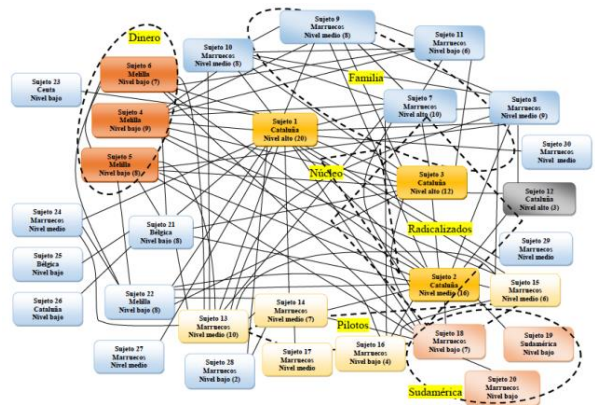 Dinero
Sujeto 9
Marruecos
Nivel medio (8)
Sujeto 10
Marruecos
Nivel medio (8)
Sujeto 11
Marruecos
Nivel bajo (6)
Sujeto 6
Melilla
Nivel bajo (7)
Familia
Sujeto 23
Ceuta
Nivel bajo
Sujeto 4
Melilla
Nivel bajo (9)
Sujeto 7
Marruecos
Nivel alto (10)
Sujeto 8
Marruecos
Nivel medio (9)
Sujeto 1
Cataluña
Nivel alto (20)
Sujeto 30
Marruecos
Nivel medio
Sujeto 5
Melilla
Nivel bajo (8)
Núcleo
Sujeto 3
Cataluña
Nivel alto (12)
Sujeto 12
Cataluña
Nivel alto (3)
Sujeto 24
Marruecos
Nivel medio
Sujeto 21
Bélgica
Nivel bajo (8)
Radicalizados
Sujeto 29
Marruecos
Nivel medio
Sujeto 25
Bélgica
Nivel bajo
Sujeto 2
Cataluña
Nivel medio (16)
Sujeto 15
Marruecos
Nivel medio (6)
Sujeto 26
Cataluña
Nivel bajo
Sujeto 22
Melilla
Nivel bajo (8)
Sujeto 14
Marruecos
Nivel medio (7)
Sujeto 13
Marruecos
Nivel medio (10)
Pilotos
Sujeto 18
Marruecos
Nivel bajo (7)
Sujeto 19
Sudamérica
Nivel bajo
Sujeto 27
Marruecos
Nivel medio
Sujeto 17
Marruecos
Nivel medio
Sujeto 16
Marruecos
Nivel bajo (4)
Sujeto 28
Marruecos
Nivel bajo (2)
Sujeto 20
Marruecos
Nivel bajo
Sudamérica